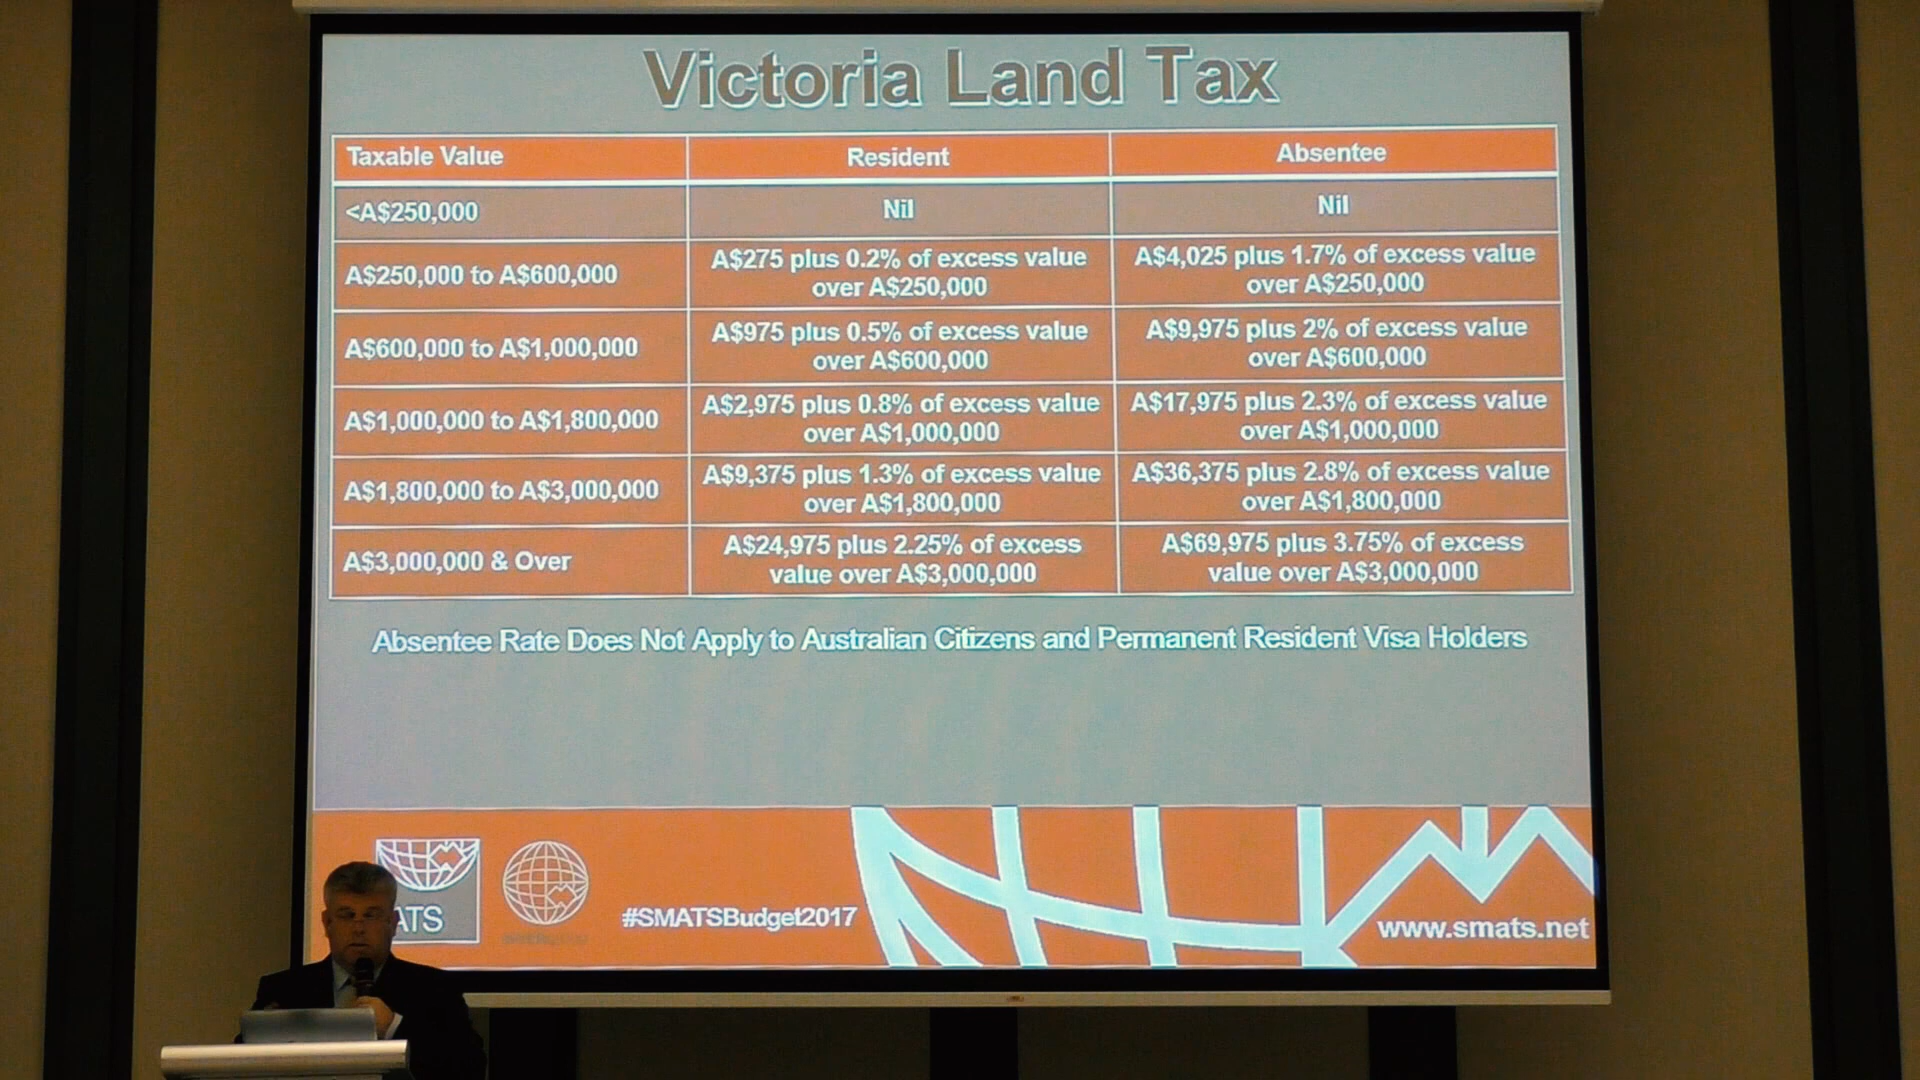 Victoria Land Tax
Taxable Value
Resident
Absentee
<A$250,000
Nil
Nil
A$250,000 to A$600,000
A$275 plus 0.2% of excess value
over A$250,000
A$4,025 plus 1.7% of excess value
over A$250,000
A$600,000 to A$1,000,000
A$975 plus 0.5% of excess value
over A$600,000
A$9,975 plus 2% of excess value
over A$600,000
A$1,000,000 to A$1,800,000
A$2,975 plus 0.8% of excess value
over A$1,000,000
A$17,975 plus 2.3% of excess value
over A$1,000,000
A$1,800,000 to A$3,000,000
A$9,375 plus 1.3% of excess value
over A$1,800,000
A$36,375 plus 2.8% of excess value
over A$1,800,000
A$3,000,000 & Over
A$24,975 plus 2.25% of excess
value over A$3,000,000
A$69,975 plus 3.75% of excess
value over A$3,000,000
Absentee Rate Does Not Apply to Australian Citizens and Permanent Resident Visa Holders
ATS
#SMATSBudget2017
www.smats.net